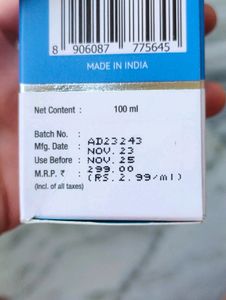 8 906087 775645
MADE IN INDIA
Net Content : 100 ml
Batch No. : AD23243
Mfg. Date : NOV. 23
Use Before : NOV. 25
M.R.P. ₹ : 299.00
(Incl. of all taxes) (RS. 2.99/ml)